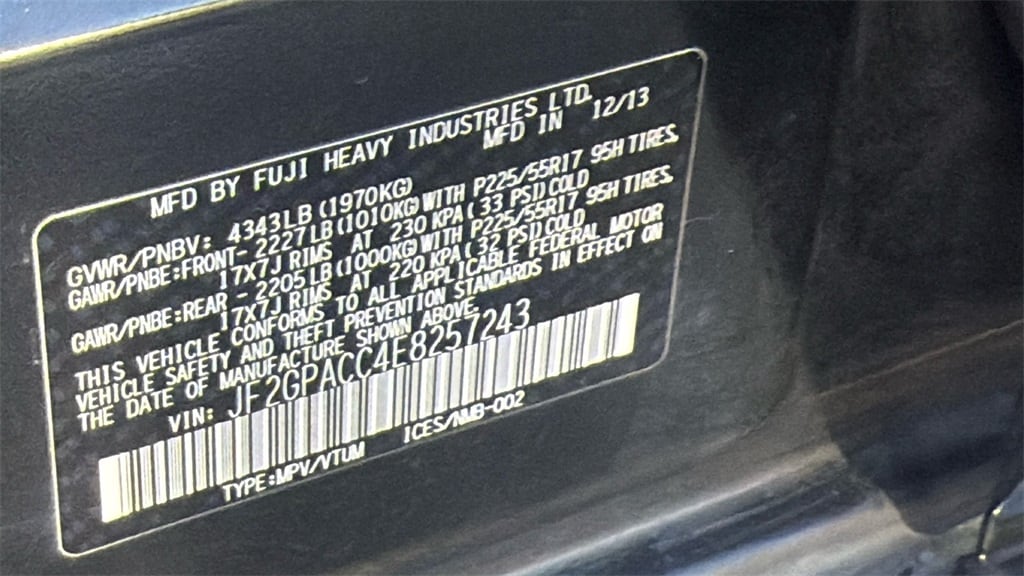 MFD BY FUJI HEAVY INDUSTRIES LTD.
MFD IN 12/13
GVWR/PNBV: 4343LB(1970KG)
GAWR/PNBE:FRONT- 2227LB(1010KG)WITH P225/55R17 95H TIRES,
17X7J RIMS AT 230 KPA(33 PSI)COLD
GAWR/PNBE:REAR - 2205LB(1000KG)WITH P225/55R17 95H TIRES,
17X7J RIMS AT 220 KPA(32 PSI)COLD
THIS VEHICLE CONFORMS TO ALL APPLICABLE FEDERAL MOTOR
VEHICLE SAFETY AND THEFT PREVENTION STANDARDS IN EFFECT ON
THE DATE OF MANUFACTURE SHOWN ABOVE.
VIN: JF2GPACC4E8257243
TYPE:MPV/VTUM ICES/NMB-002